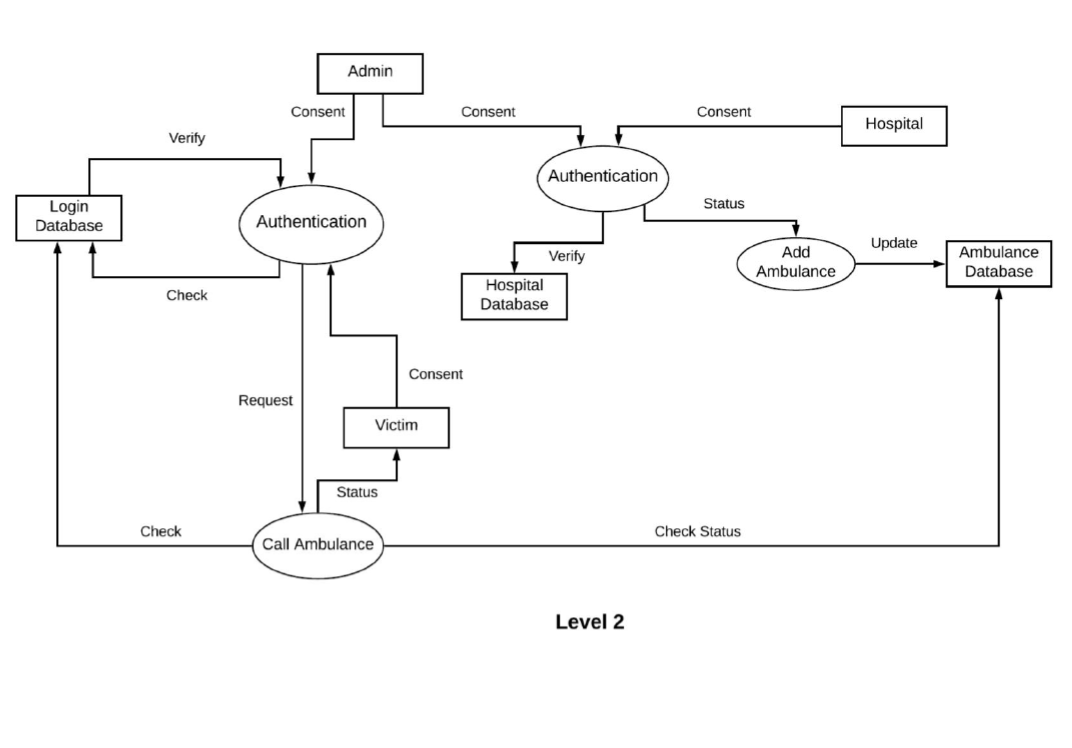 Admin
Consent
Consent
Consent
Hospital
Verify
Authentication
Login
Database
Authentication
Status
Add
Ambulance
Update
Ambulance
Database
Verify
Hospital
Database
Check
Consent
Request
Victim
Status
Check
Call Ambulance
Check Status
Level 2